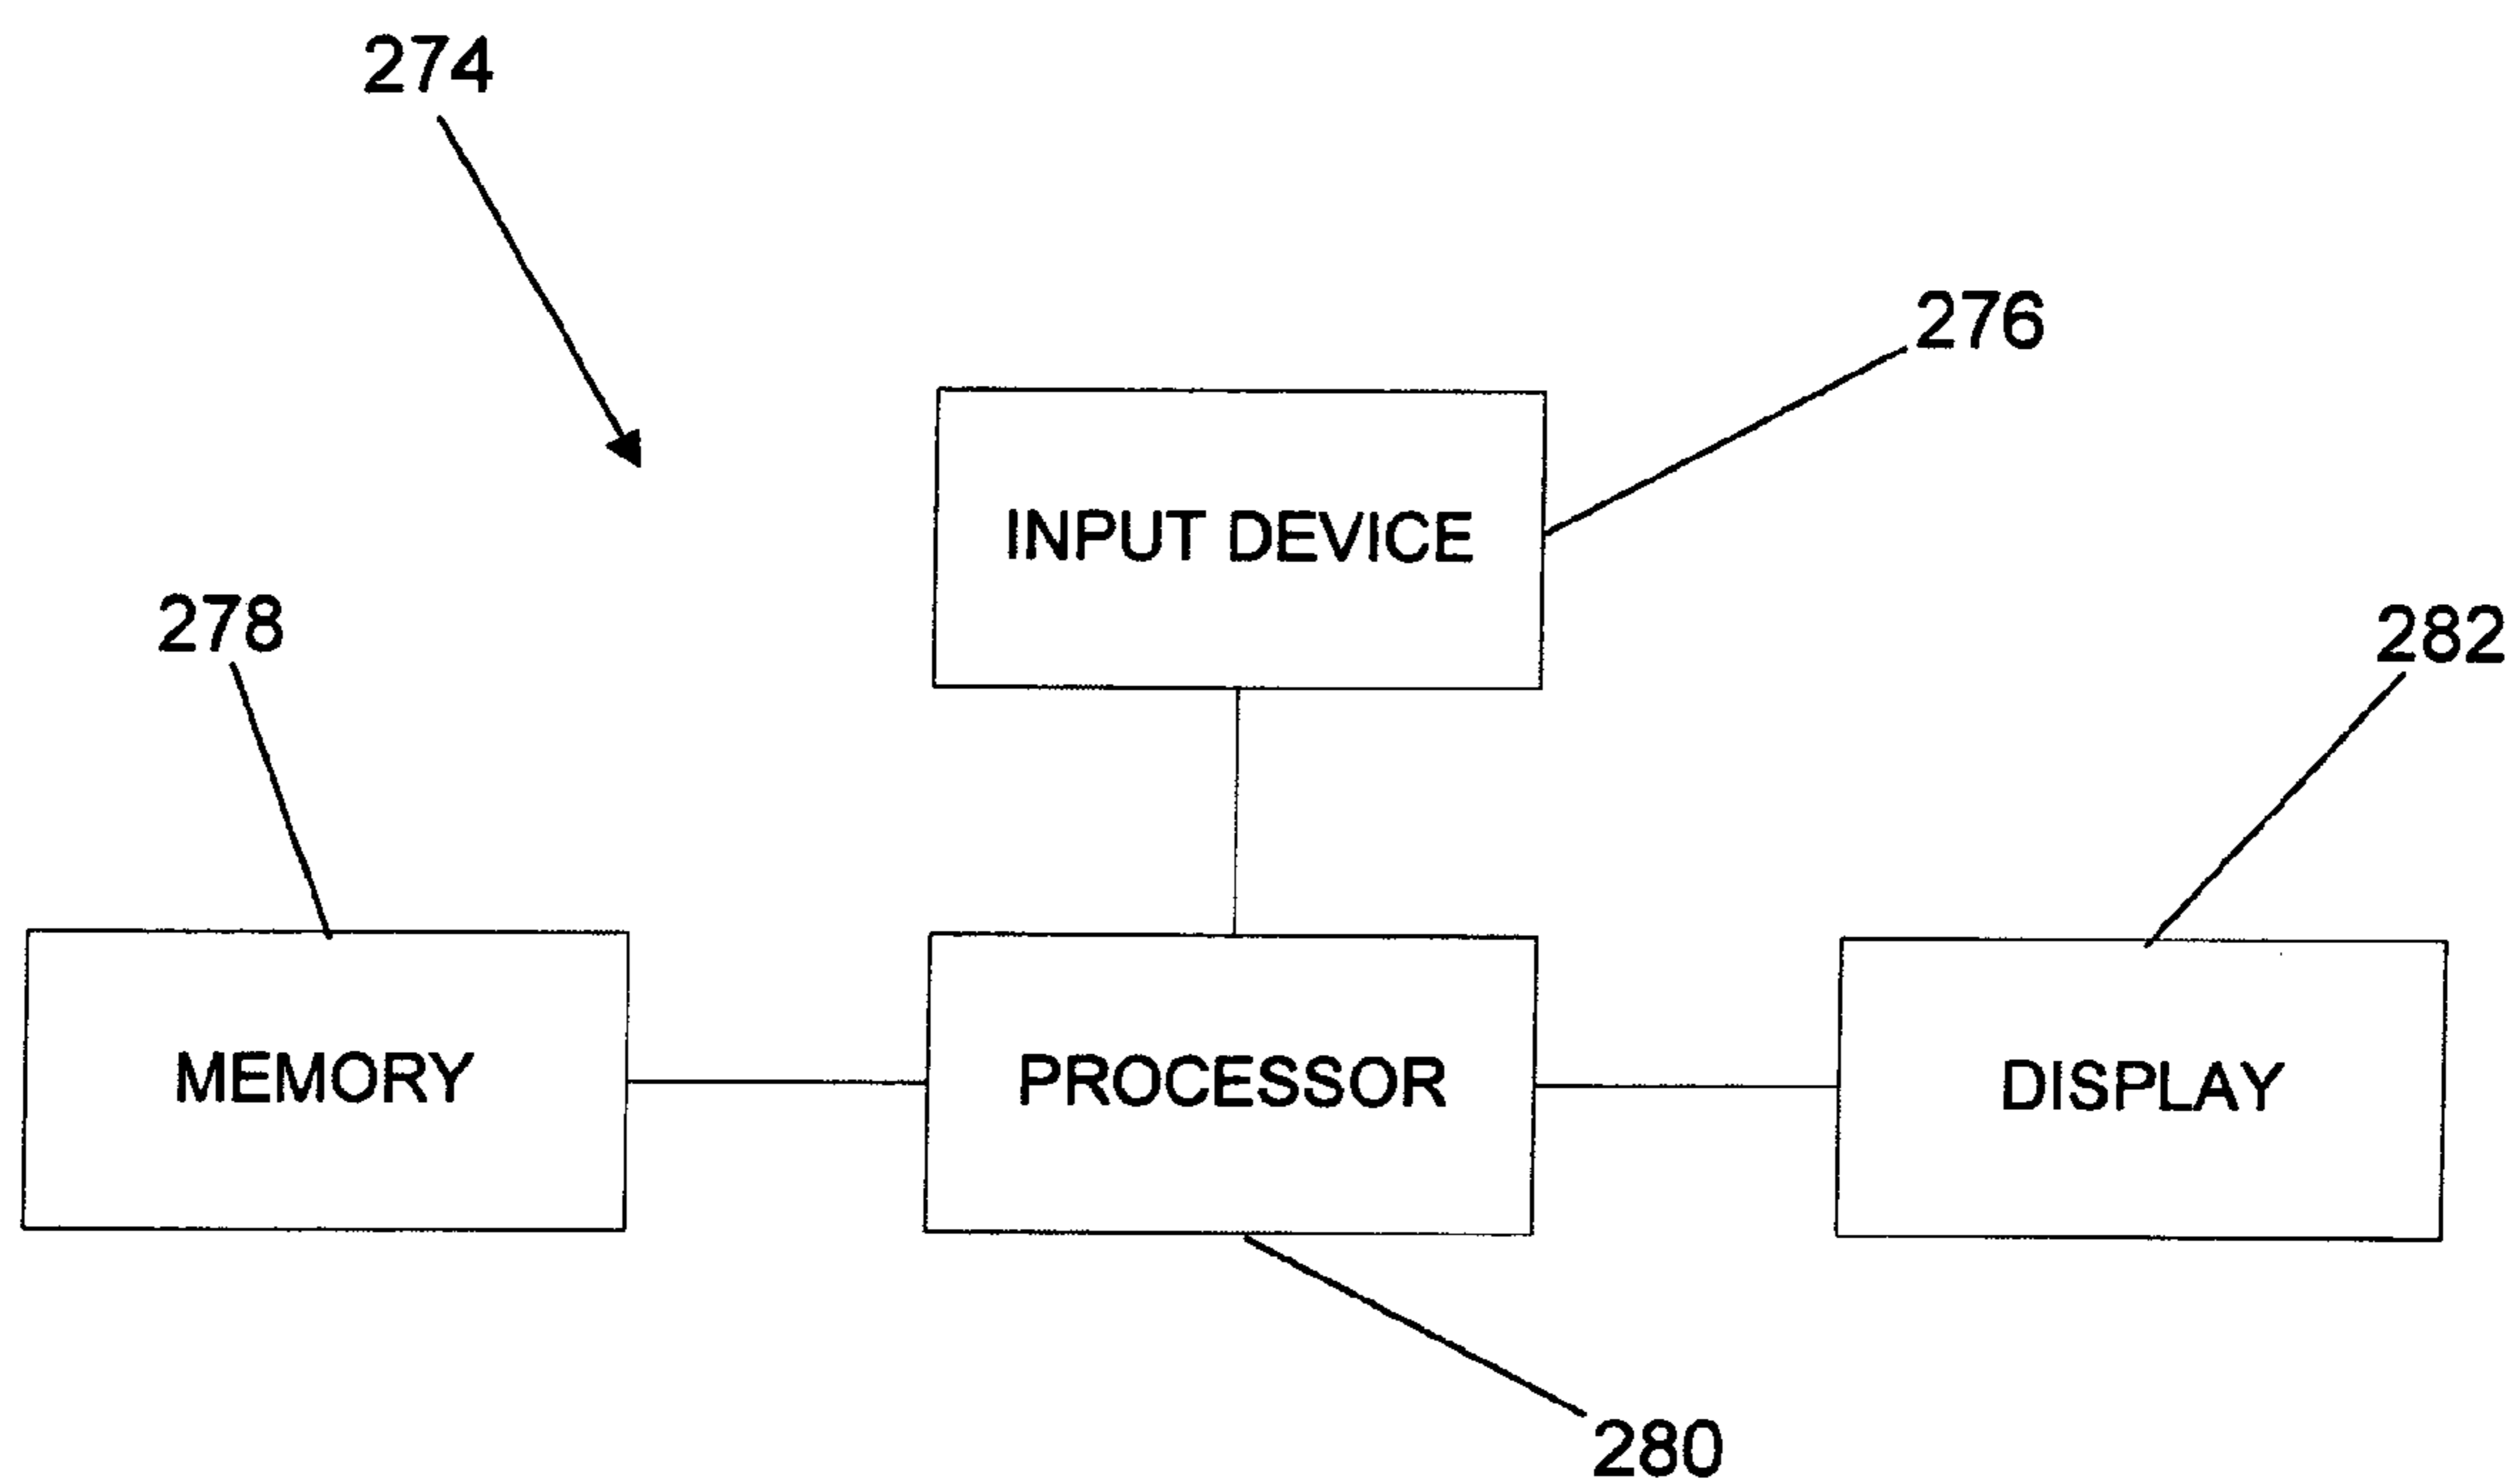 274
276
INPUT DEVICE
278
282
MEMORY
PROCESSOR
DISPLAY
280